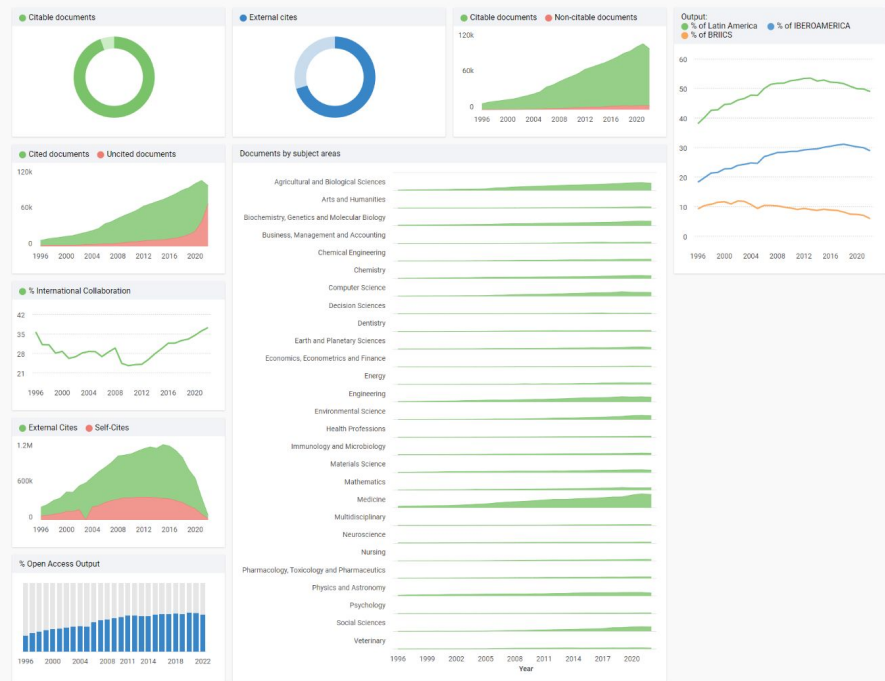 Citable documents
External cites
Citable documents Non-citable documents
120k
60k
0
1996 2000 2004 2008 2012 2016 2020
Output:
% of Latin America % of IBEROAMERICA
% of BRIICS
60
50
40
30
20
10
0
1996 2000 2004 2008 2012 2016 2020
Cited documents Uncited documents
120k
60k
0
1996 2000 2004 2008 2012 2016 2020
% International Collaboration
42
35
28
21
1996 2000 2004 2008 2012 2016 2020
External Cites Self-Cites
1.2M
600k
0
1996 2000 2004 2008 2012 2016 2020
% Open Access Output
1996 2000 2004 2008 2011 2014 2018 2022
Documents by subject areas
Agricultural and Biological Sciences
Arts and Humanities
Biochemistry, Genetics and Molecular Biology
Business, Management and Accounting
Chemical Engineering
Chemistry
Computer Science
Decision Sciences
Dentistry
Earth and Planetary Sciences
Economics, Econometrics and Finance
Energy
Engineering
Environmental Science
Health Professions
Immunology and Microbiology
Materials Science
Mathematics
Medicine
Multidisciplinary
Neuroscience
Nursing
Pharmacology, Toxicology and Pharmaceutics
Physics and Astronomy
Psychology
Social Sciences
Veterinary
1996 1999 2002 2005 2008 2011 2014 2017 2020
Year